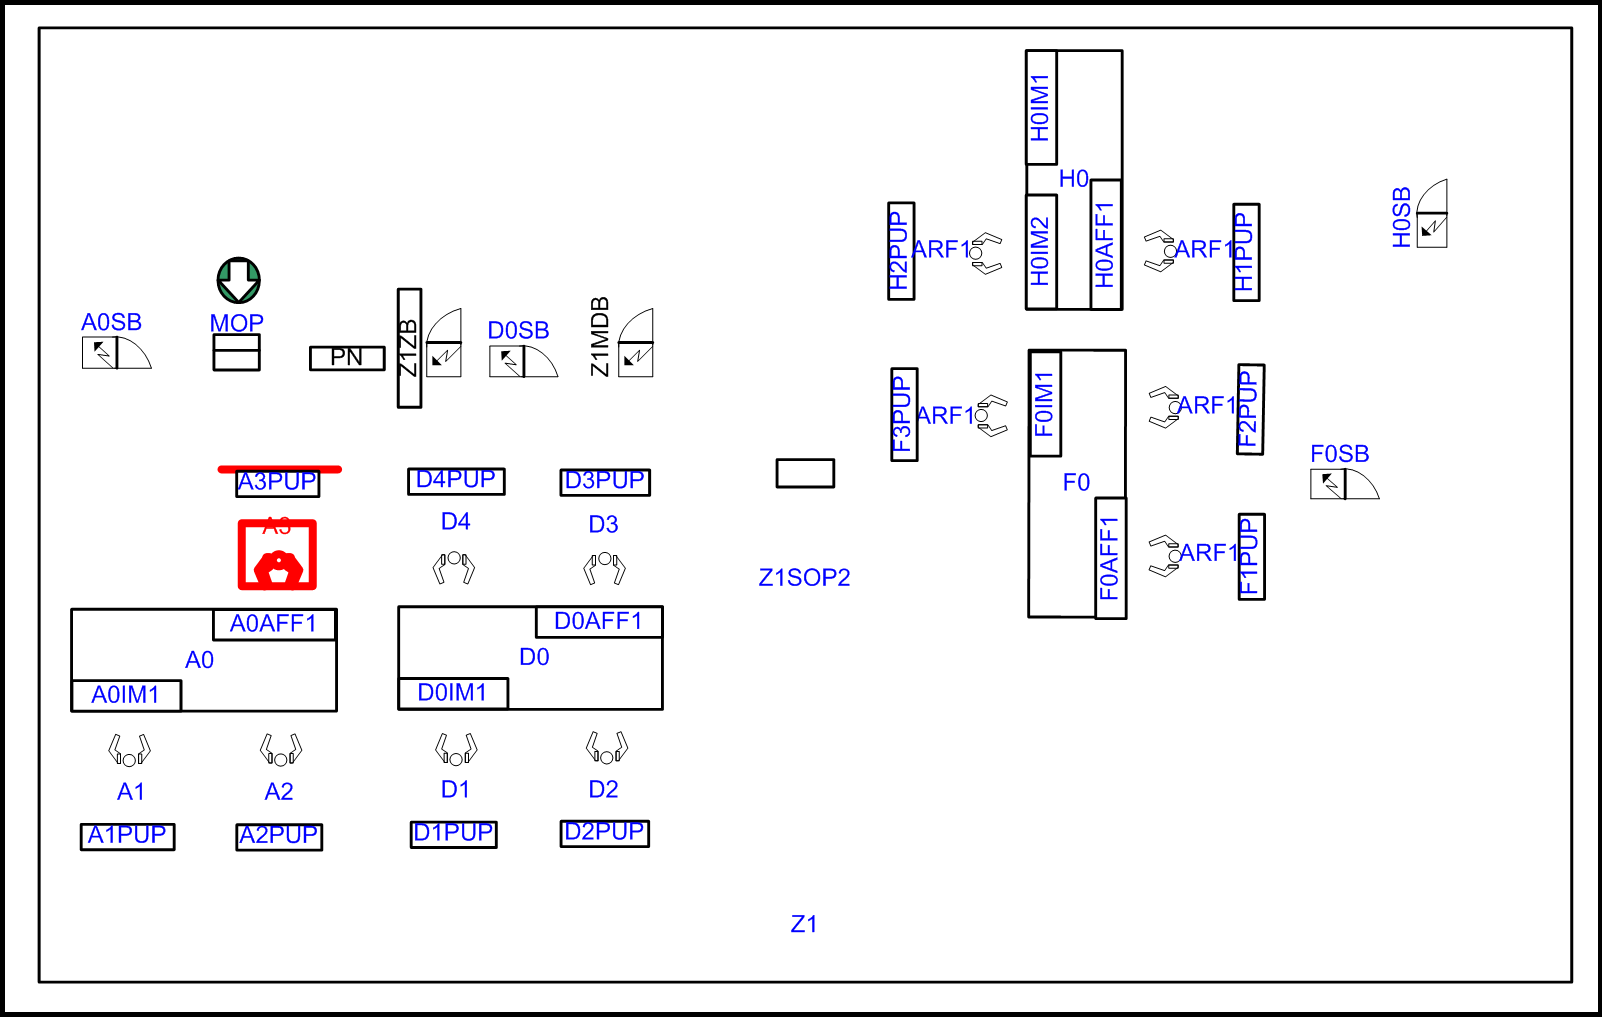 H0IM1
H0
H0SB
H2PUP
ARF1
H0IM2
H0AFF1
ARF1
H1PUP
A0SB
MOP
PN
Z1ZB
D0SB
Z1MDB
F3PUP
ARF1
F0IM1
ARF1
F2PUP
F0SB
A3PUP
D4PUP
D3PUP
F0
A3
D4
D3
Z1SOP2
F0AFF1
ARF1
F1PUP
A0AFF1
D0AFF1
A0
D0
A0IM1
D0IM1
A1
A2
D1
D2
A1PUP
A2PUP
D1PUP
D2PUP
Z1